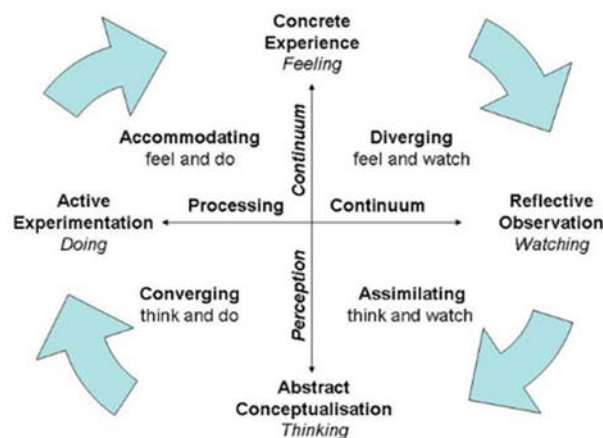 Concrete
Experience
Feeling
Accommodating
feel and do
Continuum
Diverging
feel and watch
Active
Experimentation
Doing
Processing
Continuum
Reflective
Observation
Watching
Converging
think and do
Perception
Assimilating
think and watch
Abstract
Conceptualisation
Thinking